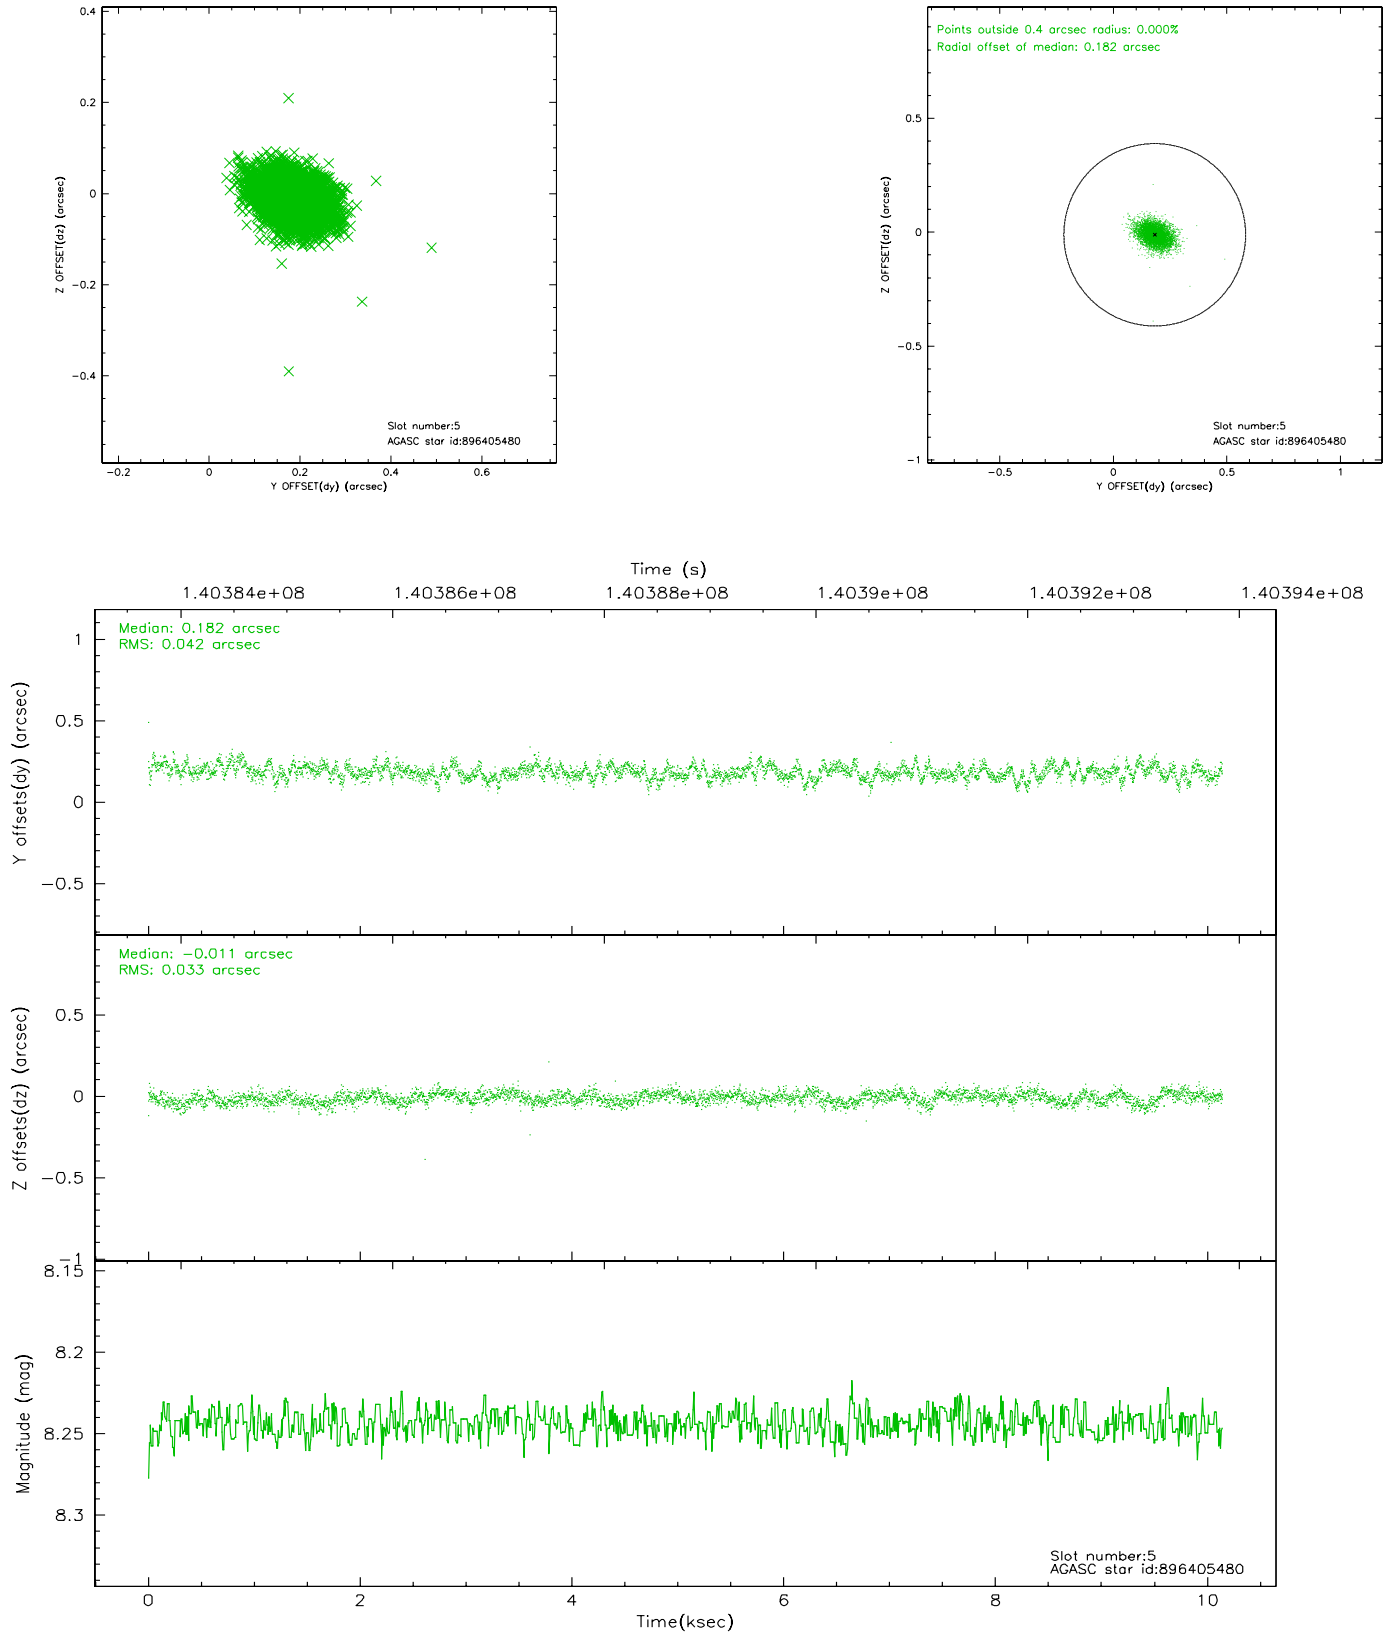 0.4
0.2
0
−0.2
−0.4
Z OFFSET(dz) (arcsec)
Slot number:5
AGASC star id:896405480
−0.2
0
0.2
0.4
0.6
Y OFFSET(dy) (arcsec)
Points outside 0.4 arcsec radius: 0.000%
Radial offset of median: 0.182 arcsec
0.5
0
−0.5
−1
Z OFFSET(dz) (arcsec)
Slot number:5
AGASC star id:896405480
−0.5
0
0.5
1
Y OFFSET(dy) (arcsec)
Time (s)
1.40384e+08
1.40386e+08
1.40388e+08
1.4039e+08
1.40392e+08
1.40394e+08
Median: 0.182 arcsec
RMS: 0.042 arcsec
1
0.5
0
−0.5
Y offsets(dy) (arcsec)
Median: −0.011 arcsec
RMS: 0.033 arcsec
0.5
0
−0.5
−1
Z offsets(dz) (arcsec)
8.15
8.2
8.25
8.3
Magnitude (mag)
Slot number:5
AGASC star id:896405480
0
2
4
6
8
10
Time(ksec)